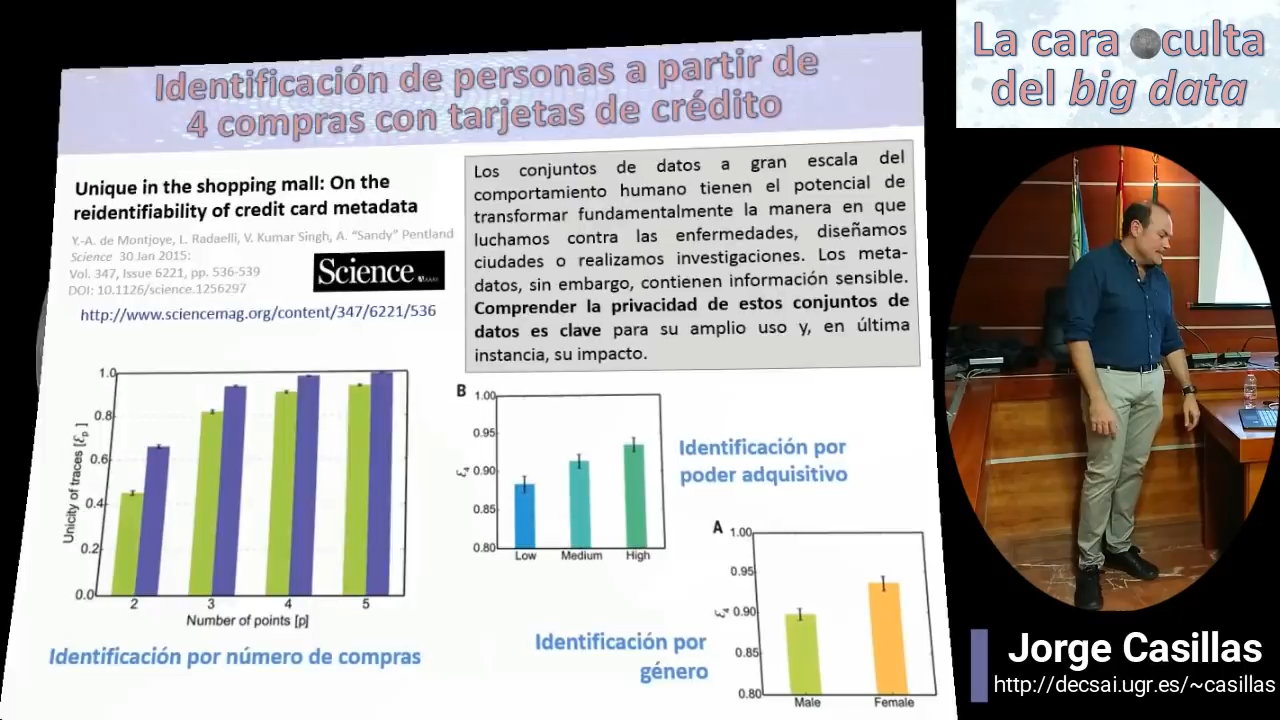 Identificación de personas a partir de
4 compras con tarjetas de crédito
Unique in the shopping mall: On the
reidentifiability of credit card metadata
Y.-A. de Montjoye, L. Radaelli, V. Kumar Singh, A. “Sandy” Pentland
Science 30 Jan 2015:
Vol. 347, Issue 6221, pp. 536-539
DOI: 10.1126/science.1256297
Science
http://www.sciencemag.org/content/347/6221/536
Los conjuntos de datos a gran escala del
comportamiento humano tienen el potencial de
transformar fundamentalmente la manera en que
luchamos contra las enfermedades, diseñamos
ciudades o realizamos investigaciones. Los meta-
datos, sin embargo, contienen información sensible.
Comprender la privacidad de estos conjuntos de
datos es clave para su amplio uso y, en última
instancia, su impacto.
1.0
0.8
0.6
0.4
0.2
0.0
Unicity of traces [Ɛp]
2 3 4 5
Number of points [p]
Identificación por número de compras
B
1.00
0.95
0.90
0.85
0.80
Ɛ4
Low Medium High
Identificación por
poder adquisitivo
A
1.00
0.95
0.90
0.85
0.80
Ɛ4
Male Female
Identificación por
género
La cara oculta
del big data
Jorge Casillas
http://decsai.ugr.es/~casillas